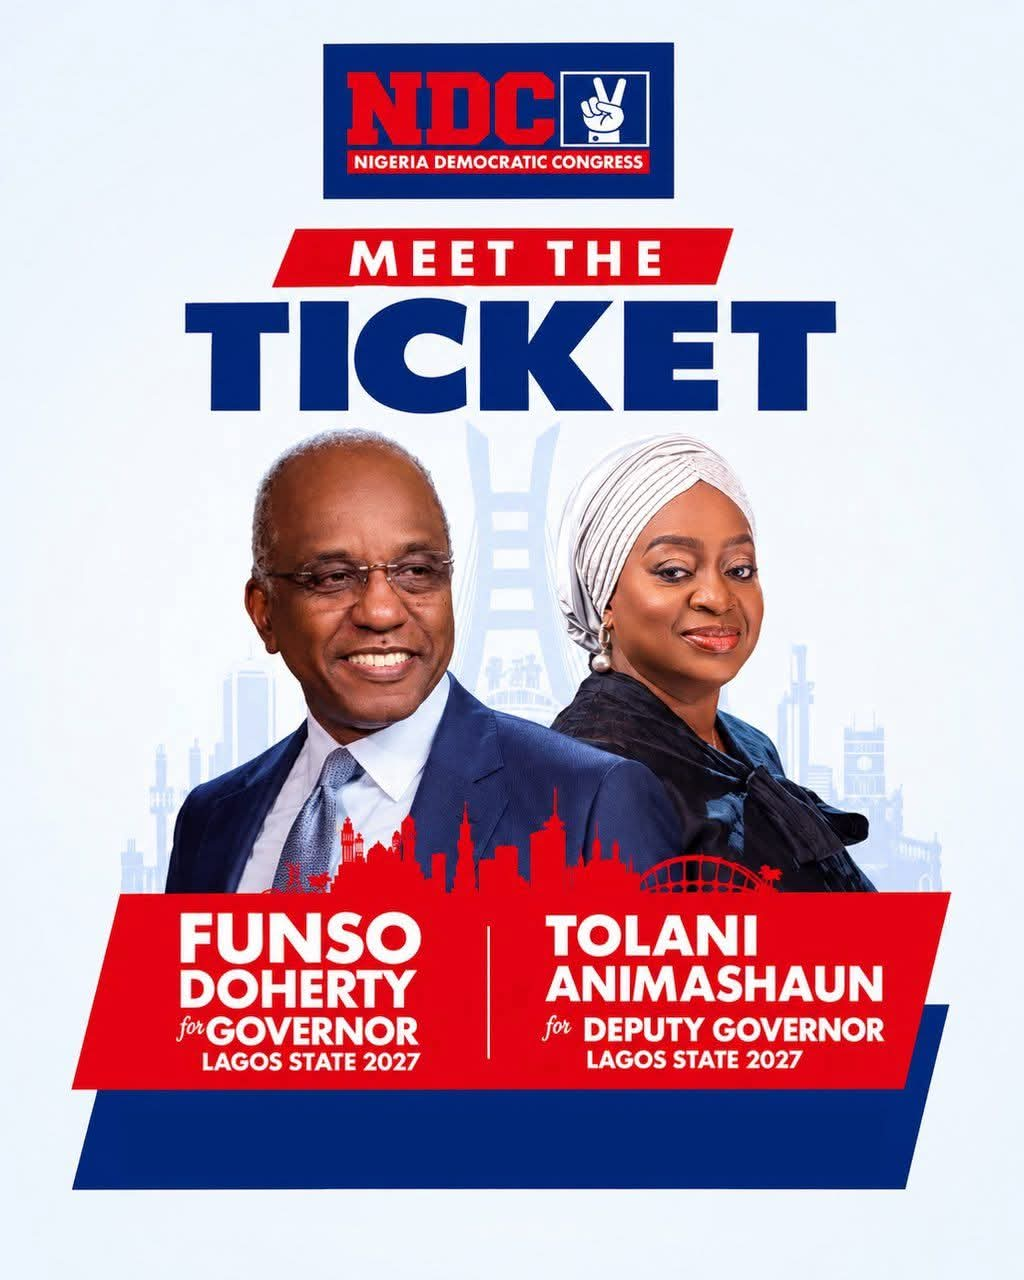 NDC
NIGERIA DEMOCRATIC CONGRESS
MEET THE
TICKET
FUNSO
DOHERTY
for GOVERNOR
LAGOS STATE 2027
TOLANI
ANIMASHAUN
for DEPUTY GOVERNOR
LAGOS STATE 2027